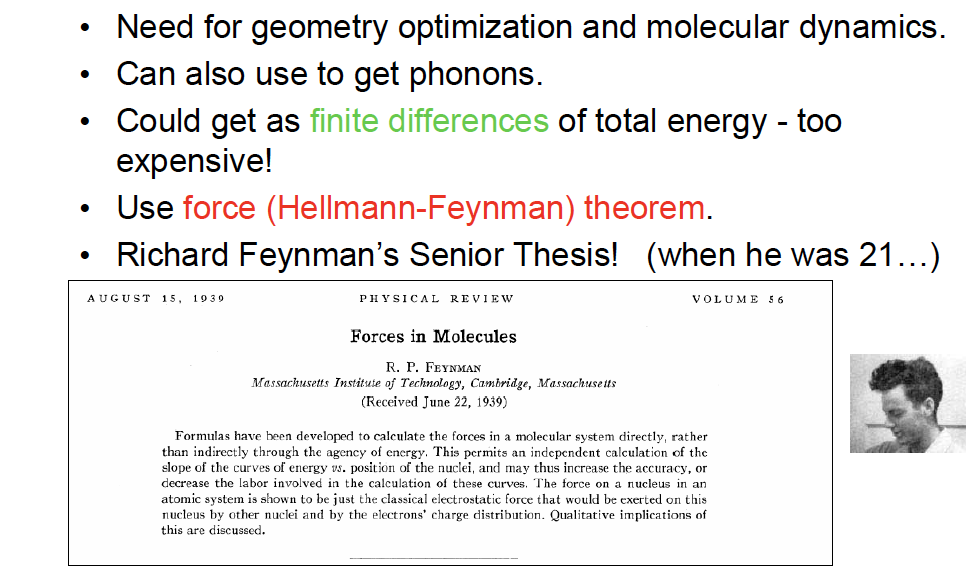 • Need for geometry optimization and molecular dynamics.
• Can also use to get phonons.
• Could get as finite differences of total energy - too
expensive!
• Use force (Hellmann-Feynman) theorem.
• Richard Feynman's Senior Thesis! (when he was 21…)
AUGUST 15, 1939 PHYSICAL REVIEW VOLUME 56
Forces in Molecules
R. P. FEYNMAN
Massachusetts Institute of Technology, Cambridge, Massachusetts
(Received June 22, 1939)
Formulas have been developed to calculate the forces in a molecular system directly, rather
than indirectly through the agency of energy. This permits an independent calculation of the
slope of the curves of energy vs. position of the nuclei, and may thus increase the accuracy, or
decrease the labor involved in the calculation of these curves. The force on a nucleus in an
atomic system is shown to be just the classical electrostatic force that would be exerted on this
nucleus by other nuclei and by the electrons' charge distribution. Qualitative implications of
this are discussed.